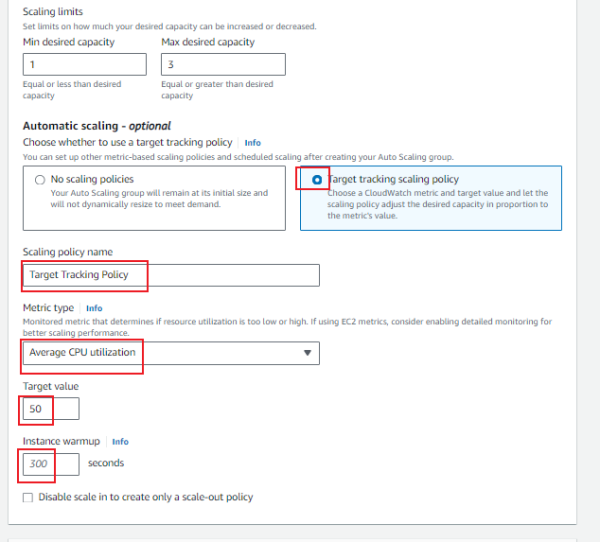 Scaling limits
Set limits on how much your desired capacity can be increased or decreased.
Min desired capacity
Max desired capacity
1
3
Equal or less than desired
capacity
Equal or greater than desired
capacity
Automatic scaling - optional
Choose whether to use a target tracking policy Info
You can set up other metric-based scaling policies and scheduled scaling after creating your Auto Scaling group.
No scaling policies
Your Auto Scaling group will remain at its initial size and
will not dynamically resize to meet demand.
Target tracking scaling policy
Choose a CloudWatch metric and target value and let the
scaling policy adjust the desired capacity in proportion to
the metric's value.
Scaling policy name
Target Tracking Policy
Metric type Info
Monitored metric that determines if resource utilization is too low or high. If using EC2 metrics, consider enabling detailed monitoring for
better scaling performance.
Average CPU utilization
Target value
50
Instance warmup Info
300 seconds
Disable scale in to create only a scale-out policy